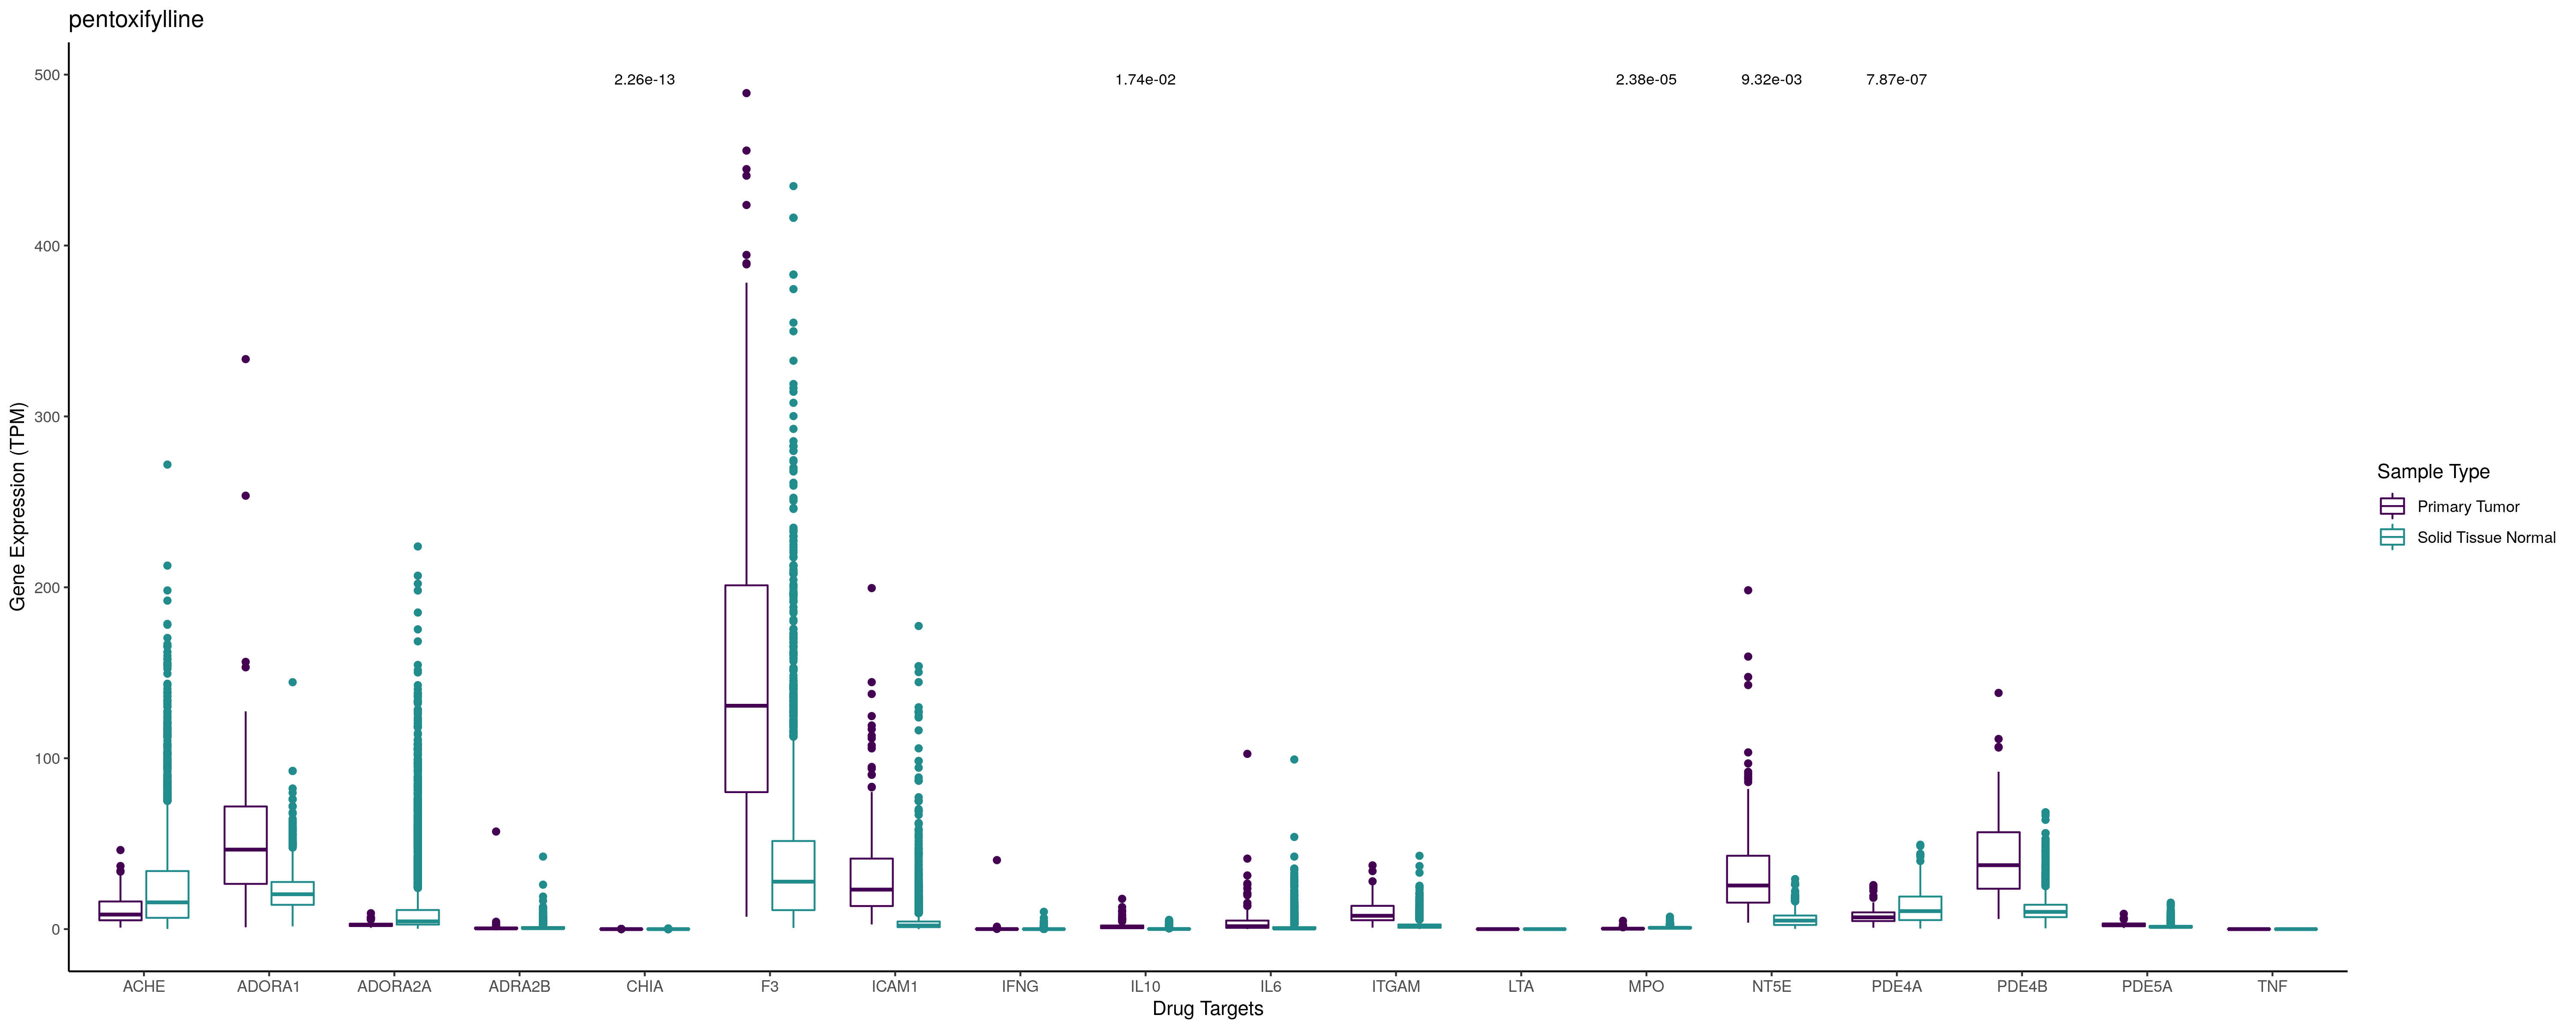 pentoxifylline
500
400
300
200
100
0
Gene Expression (TPM)
2.26e-13 1.74e-02 2.38e-05 9.32e-03 7.87e-07
ACHE ADORA1 ADORA2A ADRA2B CHIA F3 ICAM1 IFNG IL10 IL6 ITGAM LTA MPO NT5E PDE4A PDE4B PDE5A TNF
Drug Targets
Sample Type
Primary Tumor
Solid Tissue Normal